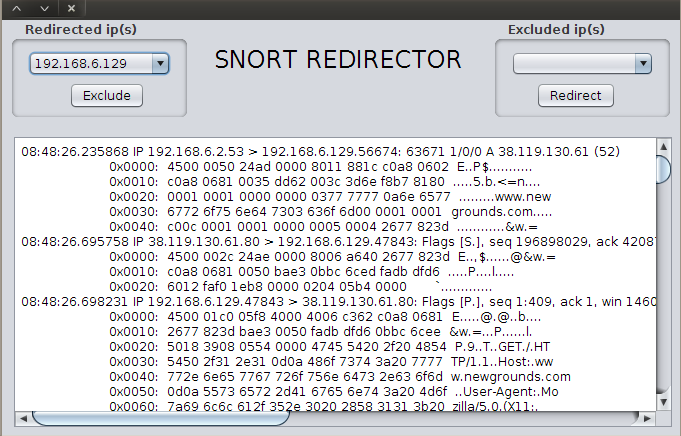 Redirected ip(s)
Excluded ip(s)
192.168.6.129
SNORT REDIRECTOR
Exclude
Redirect
08:48:26.235868 IP 192.168.6.2.53 > 192.168.6.129.56674: 63671 1/0/0 A 38.119.130.61 (52)
0x0000: 4500 0050 24ad 0000 8011 881c c0a8 0602 E..P$...........
0x0010: c0a8 0681 0035 dd62 003c 3d6e f8b7 8180 .....5.b.<=n....
0x0020: 0001 0001 0000 0000 0377 7777 0a6e 6577 .........www.new
0x0030: 6772 6f75 6e64 7303 636f 6d00 0001 0001 grounds.com.....
0x0040: c00c 0001 0001 0000 0005 0004 2677 823d ............&w.=
08:48:26.695758 IP 38.119.130.61.80 > 192.168.6.129.47843: Flags [S.], seq 196898029, ack 42087
0x0000: 4500 002c 24ae 0000 8006 a640 2677 823d E..,$......@&w.=
0x0010: c0a8 0681 0050 bae3 0bbc 6ced fadb dfd6 .....P....l.....
0x0020: 6012 faf0 1eb8 0000 0204 05b4 0000 `.............
08:48:26.698231 IP 192.168.6.129.47843 > 38.119.130.61.80: Flags [P.], seq 1:409, ack 1, win 1460
0x0000: 4500 01c0 05f8 4000 4006 c362 c0a8 0681 E.....@.@..b....
0x0010: 2677 823d bae3 0050 fadb dfd6 0bbc 6cee &w.=...P......l.
0x0020: 5018 3908 0554 0000 4745 5420 2f20 4854 P.9..T..GET./.HT
0x0030: 5450 2f31 2e31 0d0a 486f 7374 3a20 7777 TP/1.1..Host:.ww
0x0040: 772e 6e65 7767 726f 756e 6473 2e63 6f6d w.newgrounds.com
0x0050: 0d0a 5573 6572 2d41 6765 6e74 3a20 4d6f ..User-Agent:.Mo
0x0060: 7a69 6c6c 612f 352e 3020 2858 3131 3b20 zilla/5.0.(X11;.